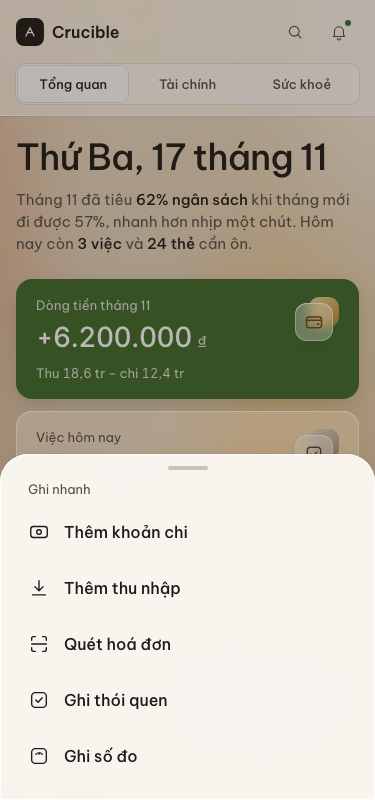 Crucible
Tổng quan
Tài chính
Sức khoẻ
Thứ Ba, 17 tháng 11
Tháng 11 đã tiêu 62% ngân sách khi tháng mới
đi được 57%, nhanh hơn nhịp một chút. Hôm
nay còn 3 việc và 24 thẻ cần ôn.
Dòng tiền tháng 11
+6.200.000 ₫
Thu 18,6 tr – chi 12,4 tr
Việc hôm nay
Ghi nhanh
Thêm khoản chi
Thêm thu nhập
Quét hoá đơn
Ghi thói quen
Ghi số đo